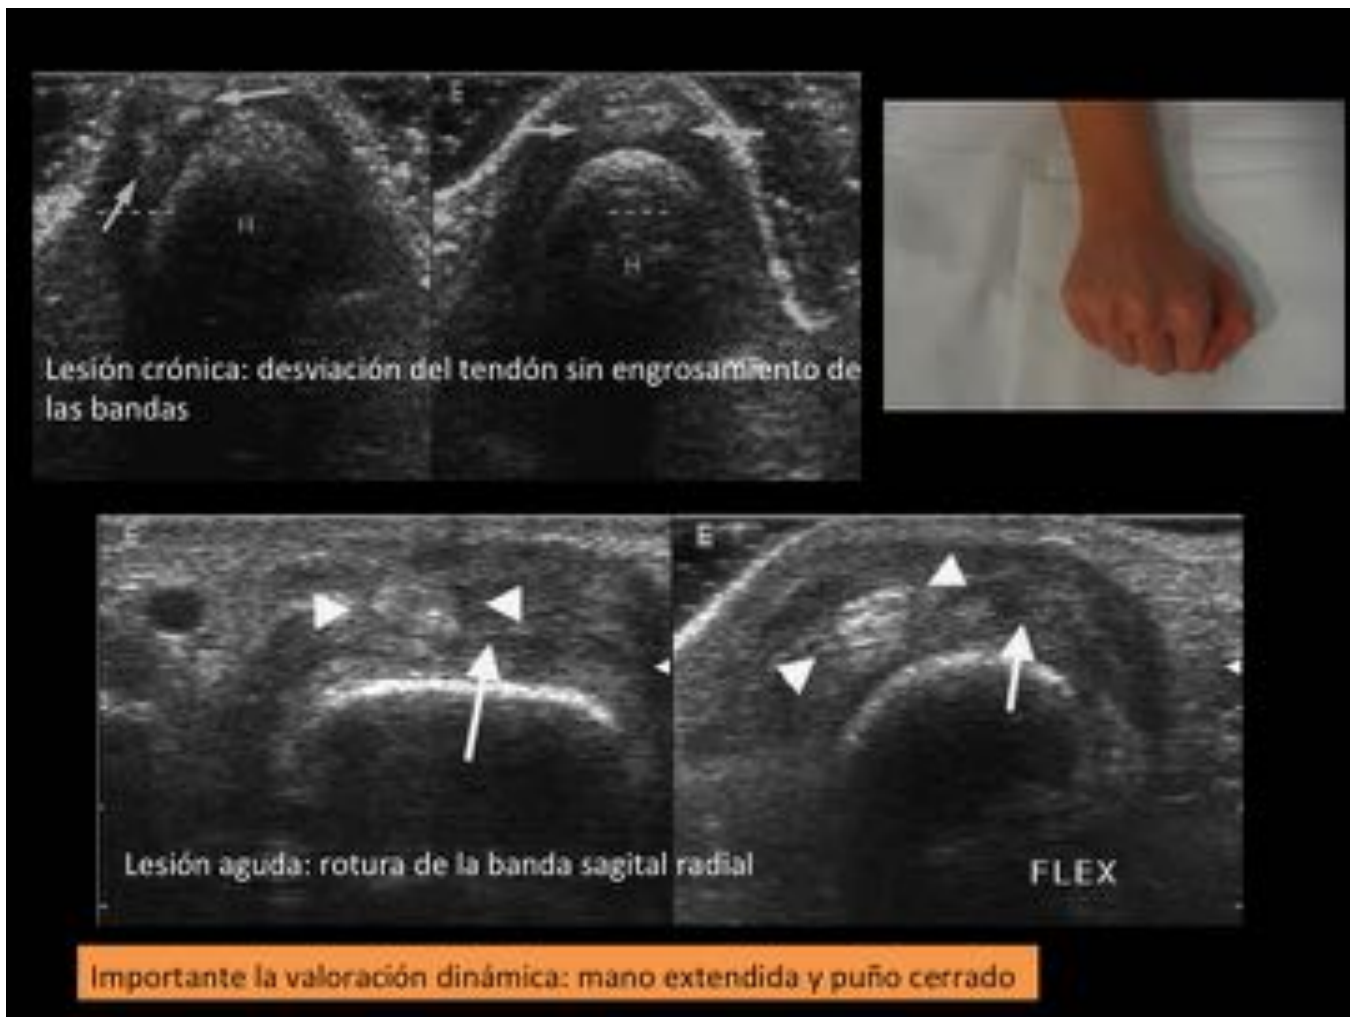 E
H
H
Lesión crónica: desviación del tendón sin engrosamiento de
las bandas
E
E
Lesión aguda: rotura de la banda sagital radial
FLEX
Importante la valoración dinámica: mano extendida y puño cerrado